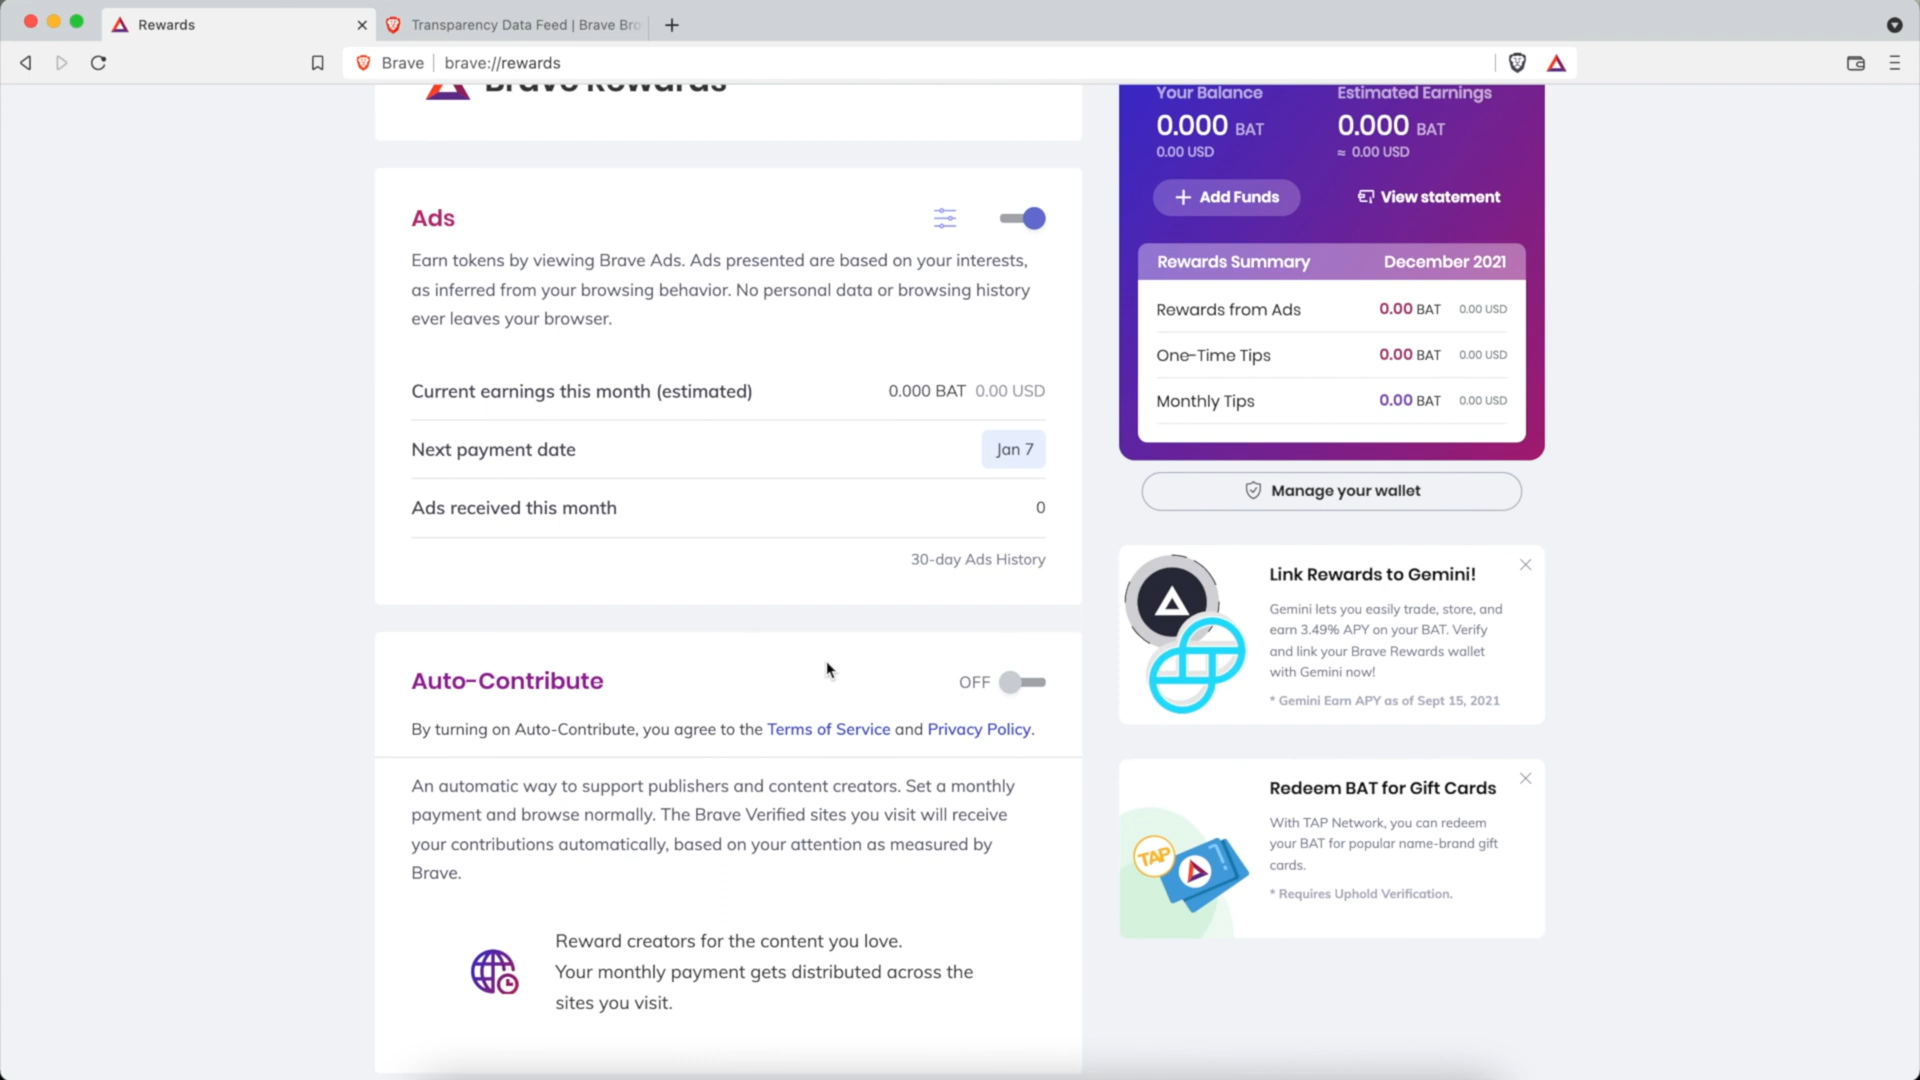 Rewards
Transparency Data Feed | Brave Bro
Brave
brave://rewards
Brave Rewards
Your Balance
Estimated Earnings
0.000 BAT
0.000 BAT
0.00 USD
≈ 0.00 USD
Add Funds
View statement
Rewards Summary
December 2021
Rewards from Ads
0.00 BAT 0.00 USD
One-Time Tips
0.00 BAT 0.00 USD
Monthly Tips
0.00 BAT 0.00 USD
Manage your wallet
Ads
Earn tokens by viewing Brave Ads. Ads presented are based on your interests,
as inferred from your browsing behavior. No personal data or browsing history
ever leaves your browser.
Current earnings this month (estimated)
0.000 BAT 0.00 USD
Next payment date
Jan 7
Ads received this month
0
30-day Ads History
Auto-Contribute
OFF
By turning on Auto-Contribute, you agree to the Terms of Service and Privacy Policy.
An automatic way to support publishers and content creators. Set a monthly
payment and browse normally. The Brave Verified sites you visit will receive
your contributions automatically, based on your attention as measured by
Brave.
Reward creators for the content you love.
Your monthly payment gets distributed across the
sites you visit.
Link Rewards to Gemini!
Gemini lets you easily trade, store, and
earn 3.49% APY on your BAT. Verify
and link your Brave Rewards wallet
with Gemini now!
* Gemini Earn APY as of Sept 15, 2021
Redeem BAT for Gift Cards
With TAP Network, you can redeem
your BAT for popular name-brand gift
cards.
* Requires Uphold Verification.
TAP